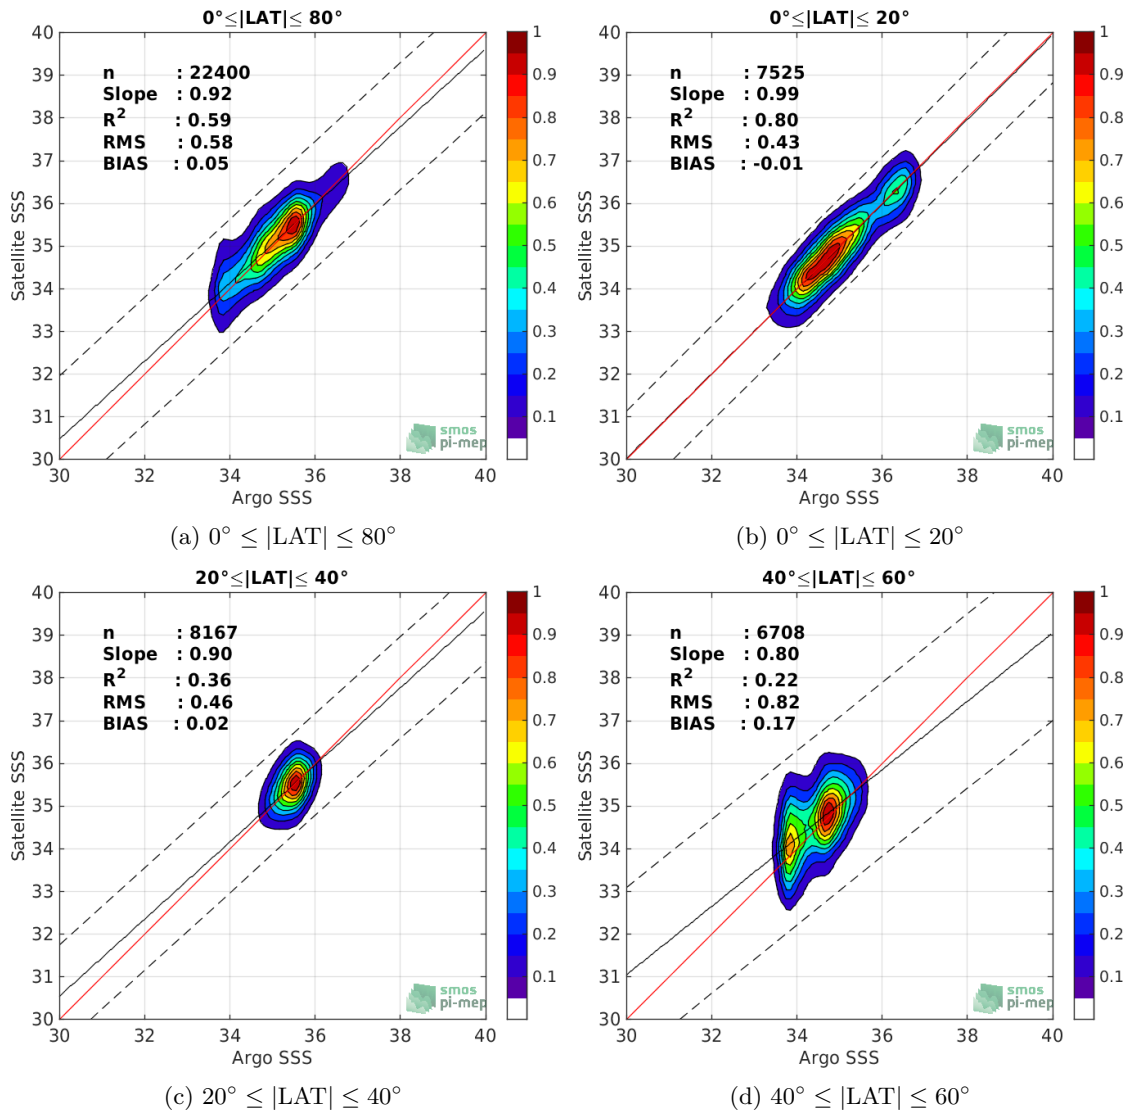 0°≤|LAT|≤ 80°
n : 22400
Slope : 0.92
R² : 0.59
RMS : 0.58
BIAS : 0.05
Satellite SSS
40
39
38
37
36
35
34
33
32
31
30
30 32 34 36 38 40
Argo SSS
smos
pi-mep
1
0.9
0.8
0.7
0.6
0.5
0.4
0.3
0.2
0.1
(a) 0° ≤ |LAT| ≤ 80°
0°≤|LAT|≤ 20°
n : 7525
Slope : 0.99
R² : 0.80
RMS : 0.43
BIAS : -0.01
Satellite SSS
40
39
38
37
36
35
34
33
32
31
30
30 32 34 36 38 40
Argo SSS
smos
pi-mep
1
0.9
0.8
0.7
0.6
0.5
0.4
0.3
0.2
0.1
(b) 0° ≤ |LAT| ≤ 20°
20°≤|LAT|≤ 40°
n : 8167
Slope : 0.90
R² : 0.36
RMS : 0.46
BIAS : 0.02
Satellite SSS
40
39
38
37
36
35
34
33
32
31
30
30 32 34 36 38 40
Argo SSS
smos
pi-mep
1
0.9
0.8
0.7
0.6
0.5
0.4
0.3
0.2
0.1
(c) 20° ≤ |LAT| ≤ 40°
40°≤|LAT|≤ 60°
n : 6708
Slope : 0.80
R² : 0.22
RMS : 0.82
BIAS : 0.17
Satellite SSS
40
39
38
37
36
35
34
33
32
31
30
30 32 34 36 38 40
Argo SSS
smos
pi-mep
1
0.9
0.8
0.7
0.6
0.5
0.4
0.3
0.2
0.1
(d) 40° ≤ |LAT| ≤ 60°